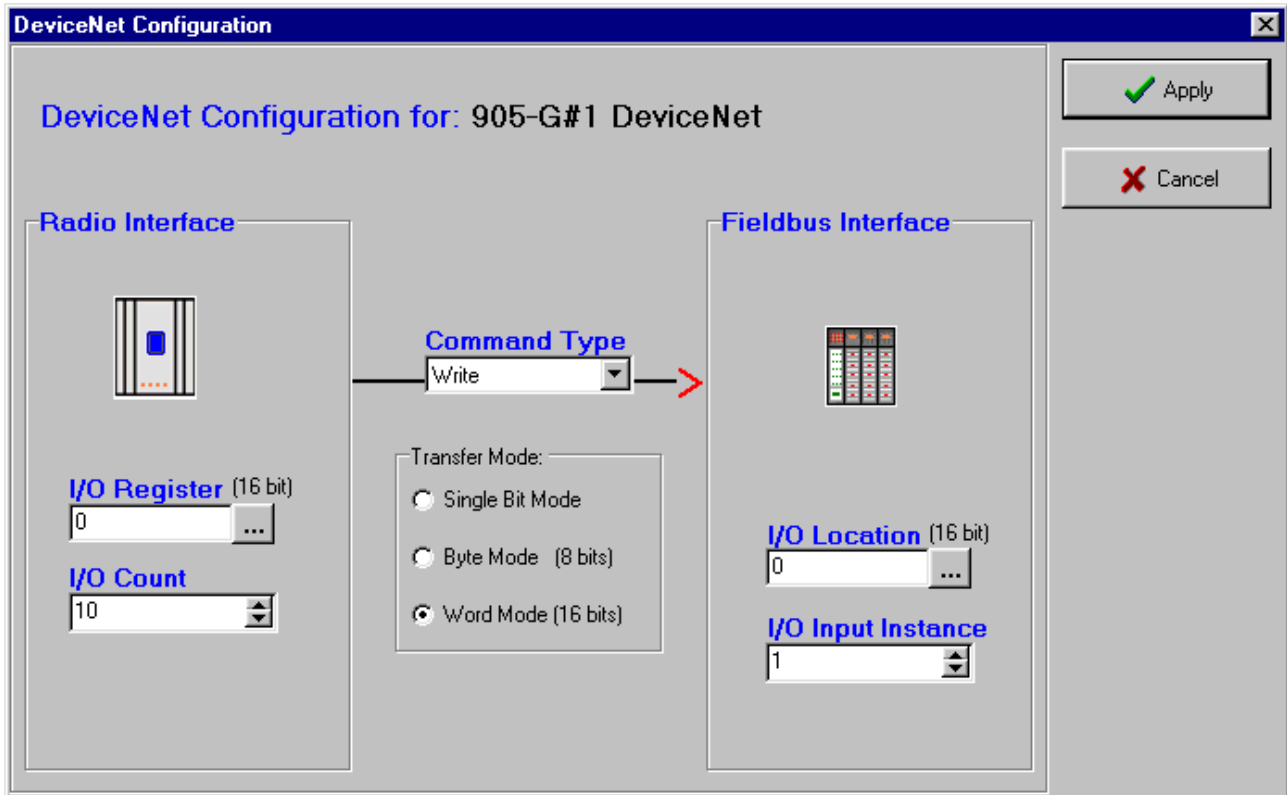 DeviceNet Configuration
DeviceNet Configuration for: 905-G#1 DeviceNet
Apply
Cancel
Radio Interface
I/O Register (16 bit)
0
...
I/O Count
10
Command Type
Write
Transfer Mode:
Single Bit Mode
Byte Mode (8 bits)
Word Mode (16 bits)
Fieldbus Interface
I/O Location (16 bit)
0
...
I/O Input Instance
1